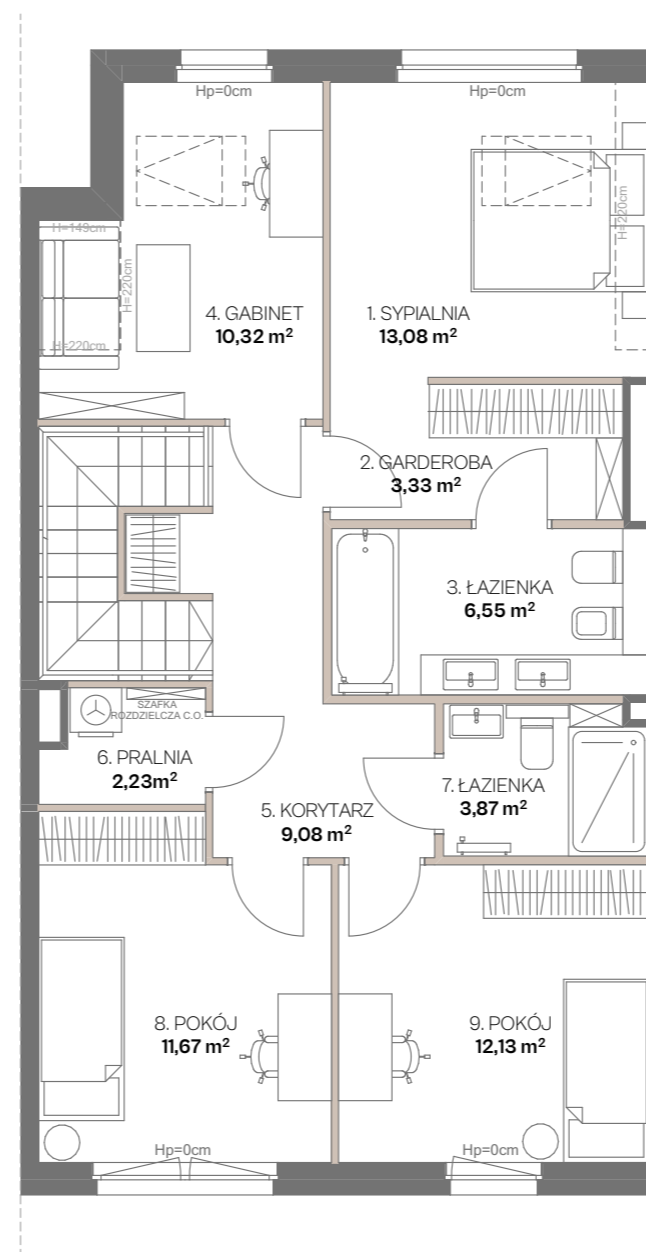 Hp=0cm
Hp=0cm
H=149cm
H=220cm
H=220cm
H=220cm
4. GABINET
10,32 m²
1. SYPIALNIA
13,08 m²
2. GARDEROBA
3,33 m²
3. ŁAZIENKA
6,55 m²
SZAFKA
ROZDZIELCZA C.O.
6. PRALNIA
2,23m²
7. ŁAZIENKA
3,87 m²
5. KORYTARZ
9,08 m²
8. POKÓJ
11,67 m²
9. POKÓJ
12,13 m²
Hp=0cm
Hp=0cm